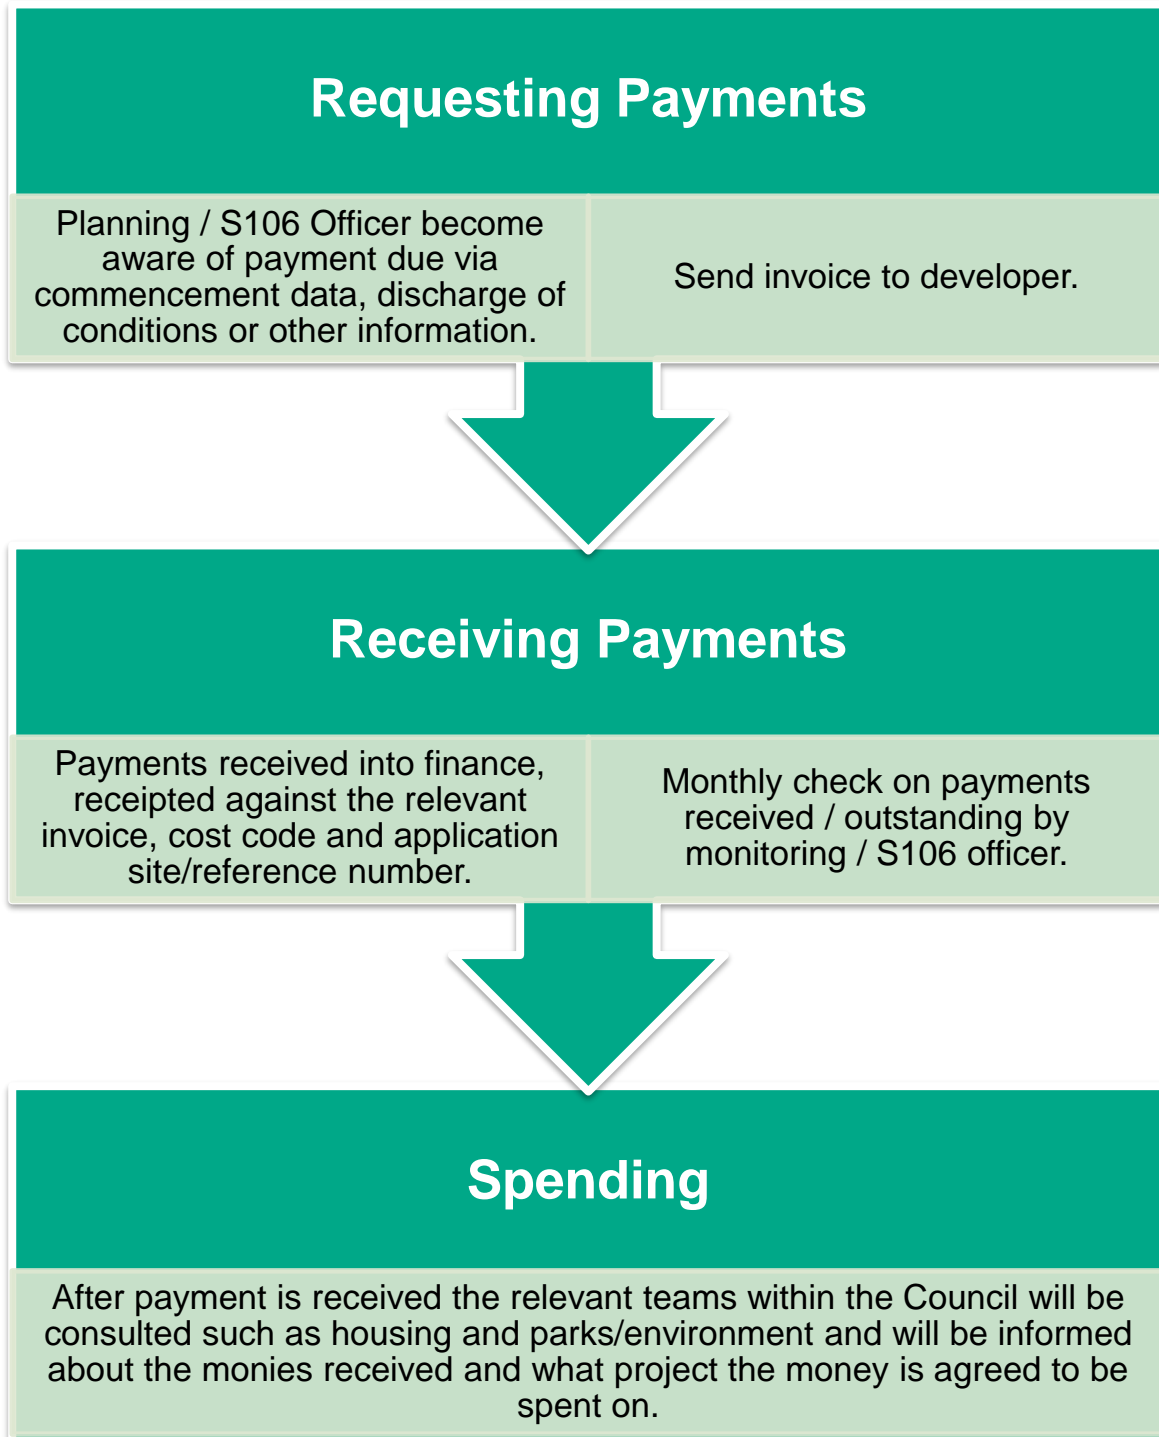 Requesting Payments
Planning / S106 Officer become
aware of payment due via
commencement data, discharge of
conditions or other information.
Send invoice to developer.
Receiving Payments
Payments received into finance,
receipted against the relevant
invoice, cost code and application
site/reference number.
Monthly check on payments
received / outstanding by
monitoring / S106 officer.
Spending
After payment is received the relevant teams within the Council will be
consulted such as housing and parks/environment and will be informed
about the monies received and what project the money is agreed to be
spent on.